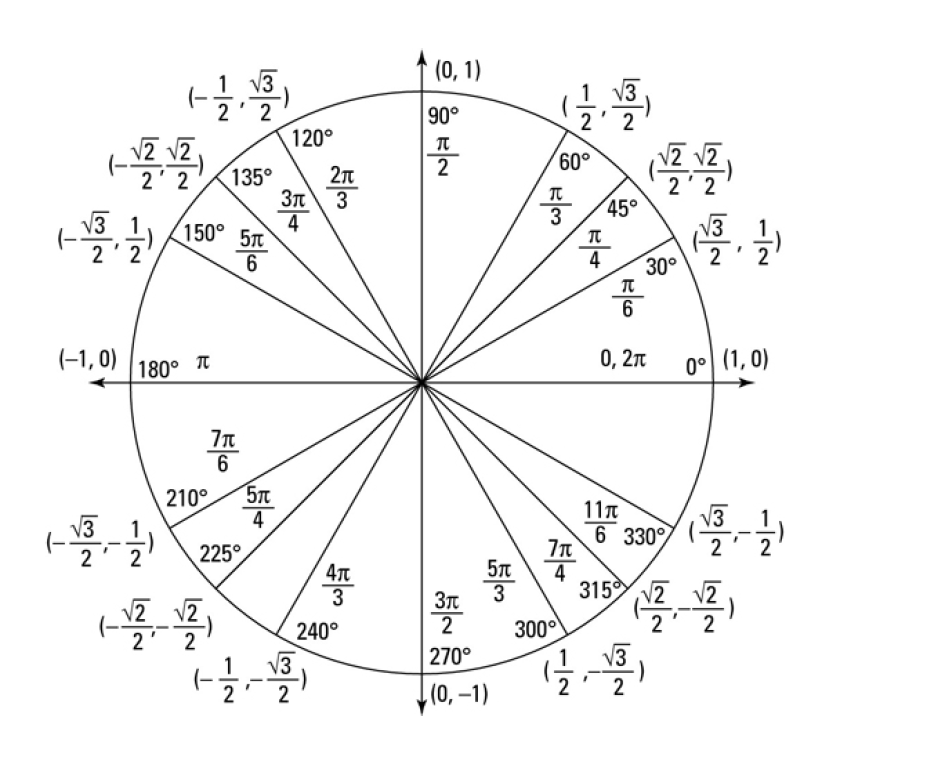 (0, 1)
90°
π/2
(1/2, √3/2)
60°
π/3
(√2/2, √2/2)
45°
π/4
(√3/2, 1/2)
30°
π/6
(1, 0)
0°
0, 2π
(−1/2, √3/2)
120°
2π/3
(−√2/2, √2/2)
135°
3π/4
(−√3/2, 1/2)
150°
5π/6
(−1, 0)
180° π
7π/6
210°
(−√3/2, −1/2)
5π/4
225°
(−√2/2, −√2/2)
4π/3
240°
(−1/2, −√3/2)
3π/2
270°
(0, −1)
5π/3
300°
(1/2, −√3/2)
7π/4
315°
(√2/2, −√2/2)
11π/6
330°
(√3/2, −1/2)